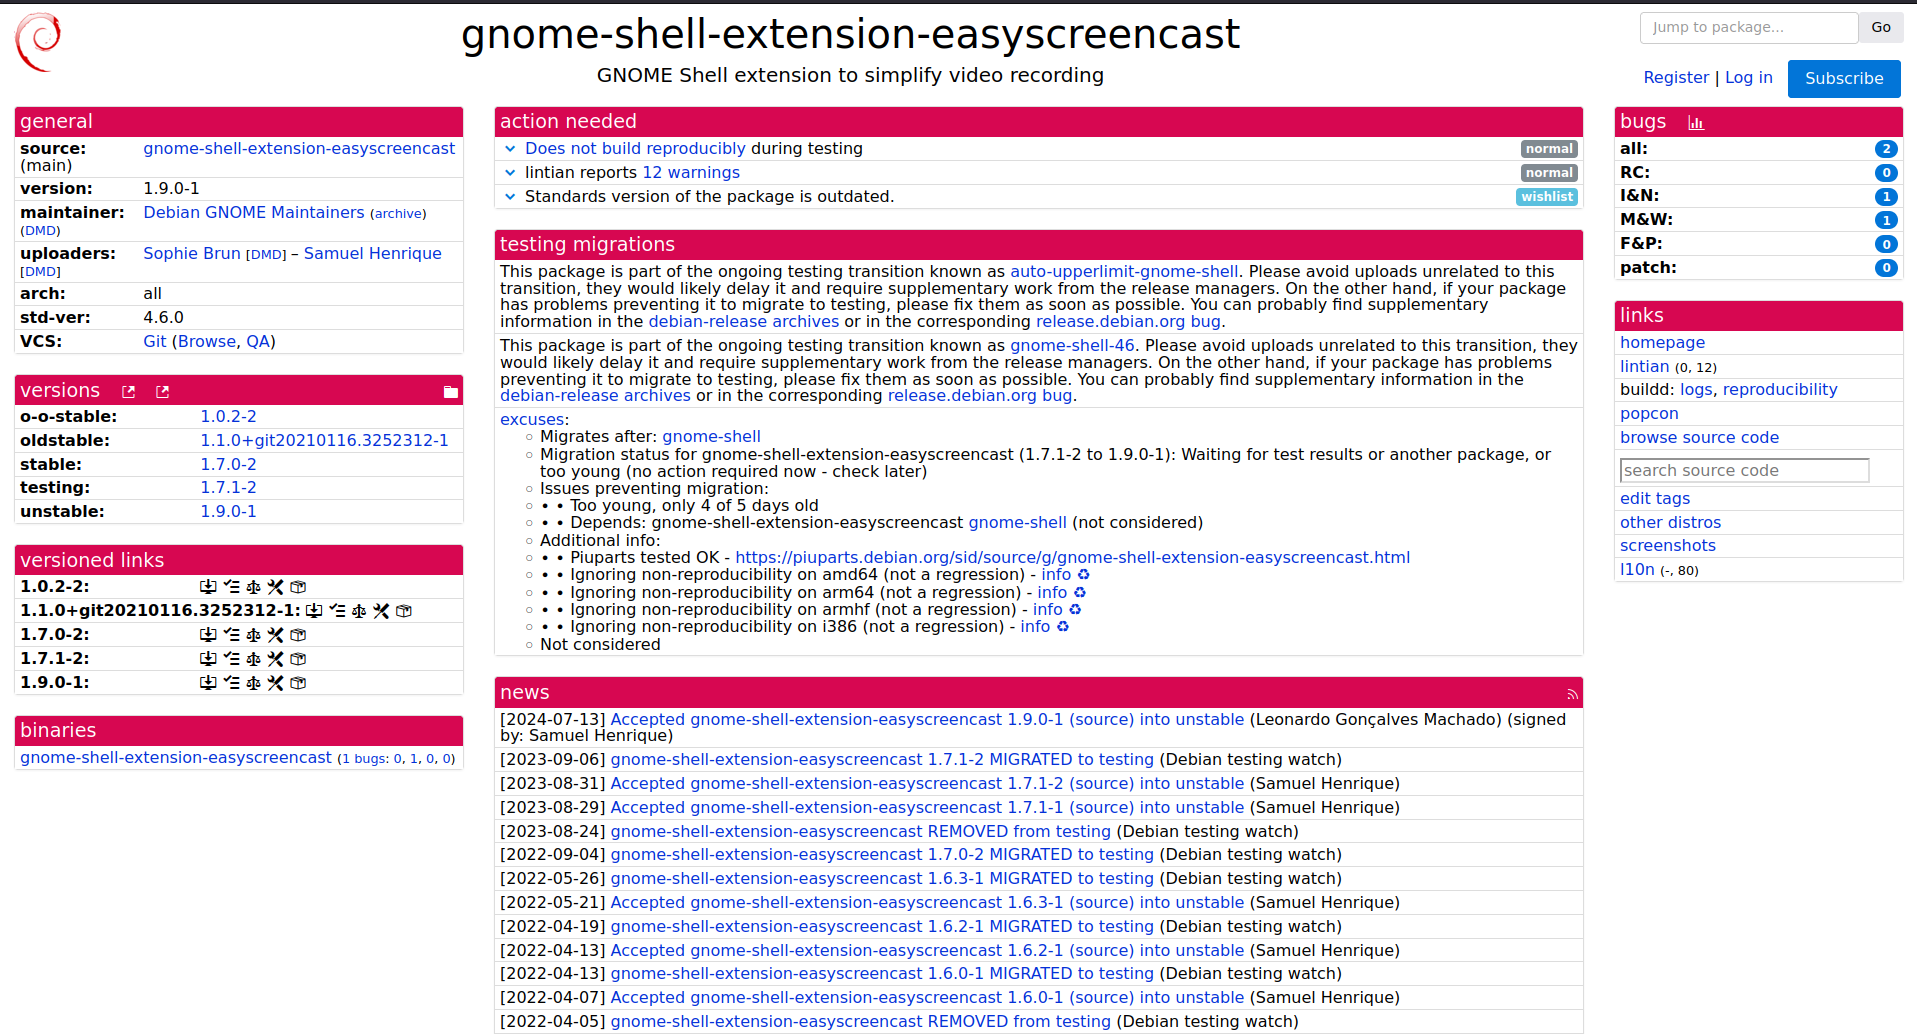 gnome-shell-extension-easyscreencast
GNOME Shell extension to simplify video recording
Jump to package...
Go
Register | Log in
Subscribe
general
source: gnome-shell-extension-easyscreencast
(main)
version: 1.9.0-1
maintainer: Debian GNOME Maintainers (archive)
(DMD)
uploaders: Sophie Brun [DMD] – Samuel Henrique
[DMD]
arch: all
std-ver: 4.6.0
VCS: Git (Browse, QA)
versions
o-o-stable: 1.0.2-2
oldstable: 1.1.0+git20210116.3252312-1
stable: 1.7.0-2
testing: 1.7.1-2
unstable: 1.9.0-1
versioned links
1.0.2-2:
1.1.0+git20210116.3252312-1:
1.7.0-2:
1.7.1-2:
1.9.0-1:
binaries
gnome-shell-extension-easyscreencast (1 bugs: 0, 1, 0, 0)
action needed
Does not build reproducibly during testing normal
lintian reports 12 warnings normal
Standards version of the package is outdated. wishlist
testing migrations
This package is part of the ongoing testing transition known as auto-upperlimit-gnome-shell. Please avoid uploads unrelated to this
transition, they would likely delay it and require supplementary work from the release managers. On the other hand, if your package
has problems preventing it to migrate to testing, please fix them as soon as possible. You can probably find supplementary
information in the debian-release archives or in the corresponding release.debian.org bug.
This package is part of the ongoing testing transition known as gnome-shell-46. Please avoid uploads unrelated to this transition, they
would likely delay it and require supplementary work from the release managers. On the other hand, if your package has problems
preventing it to migrate to testing, please fix them as soon as possible. You can probably find supplementary information in the
debian-release archives or in the corresponding release.debian.org bug.
excuses:
◦ Migrates after: gnome-shell
◦ Migration status for gnome-shell-extension-easyscreencast (1.7.1-2 to 1.9.0-1): Waiting for test results or another package, or
too young (no action required now - check later)
◦ Issues preventing migration:
◦ • • Too young, only 4 of 5 days old
◦ • • Depends: gnome-shell-extension-easyscreencast gnome-shell (not considered)
◦ Additional info:
◦ • • Piuparts tested OK - https://piuparts.debian.org/sid/source/g/gnome-shell-extension-easyscreencast.html
◦ • • Ignoring non-reproducibility on amd64 (not a regression) - info ♻
◦ • • Ignoring non-reproducibility on arm64 (not a regression) - info ♻
◦ • • Ignoring non-reproducibility on armhf (not a regression) - info ♻
◦ • • Ignoring non-reproducibility on i386 (not a regression) - info ♻
◦ Not considered
news
[2024-07-13] Accepted gnome-shell-extension-easyscreencast 1.9.0-1 (source) into unstable (Leonardo Gonçalves Machado) (signed
by: Samuel Henrique)
[2023-09-06] gnome-shell-extension-easyscreencast 1.7.1-2 MIGRATED to testing (Debian testing watch)
[2023-08-31] Accepted gnome-shell-extension-easyscreencast 1.7.1-2 (source) into unstable (Samuel Henrique)
[2023-08-29] Accepted gnome-shell-extension-easyscreencast 1.7.1-1 (source) into unstable (Samuel Henrique)
[2023-08-24] gnome-shell-extension-easyscreencast REMOVED from testing (Debian testing watch)
[2022-09-04] gnome-shell-extension-easyscreencast 1.7.0-2 MIGRATED to testing (Debian testing watch)
[2022-05-26] gnome-shell-extension-easyscreencast 1.6.3-1 MIGRATED to testing (Debian testing watch)
[2022-05-21] Accepted gnome-shell-extension-easyscreencast 1.6.3-1 (source) into unstable (Samuel Henrique)
[2022-04-19] gnome-shell-extension-easyscreencast 1.6.2-1 MIGRATED to testing (Debian testing watch)
[2022-04-13] Accepted gnome-shell-extension-easyscreencast 1.6.2-1 (source) into unstable (Samuel Henrique)
[2022-04-13] gnome-shell-extension-easyscreencast 1.6.0-1 MIGRATED to testing (Debian testing watch)
[2022-04-07] Accepted gnome-shell-extension-easyscreencast 1.6.0-1 (source) into unstable (Samuel Henrique)
[2022-04-05] gnome-shell-extension-easyscreencast REMOVED from testing (Debian testing watch)
bugs
all: 2
RC: 0
I&N: 1
M&W: 1
F&P: 0
patch: 0
links
homepage
lintian (0, 12)
buildd: logs, reproducibility
popcon
browse source code
search source code
edit tags
other distros
screenshots
l10n (-, 80)